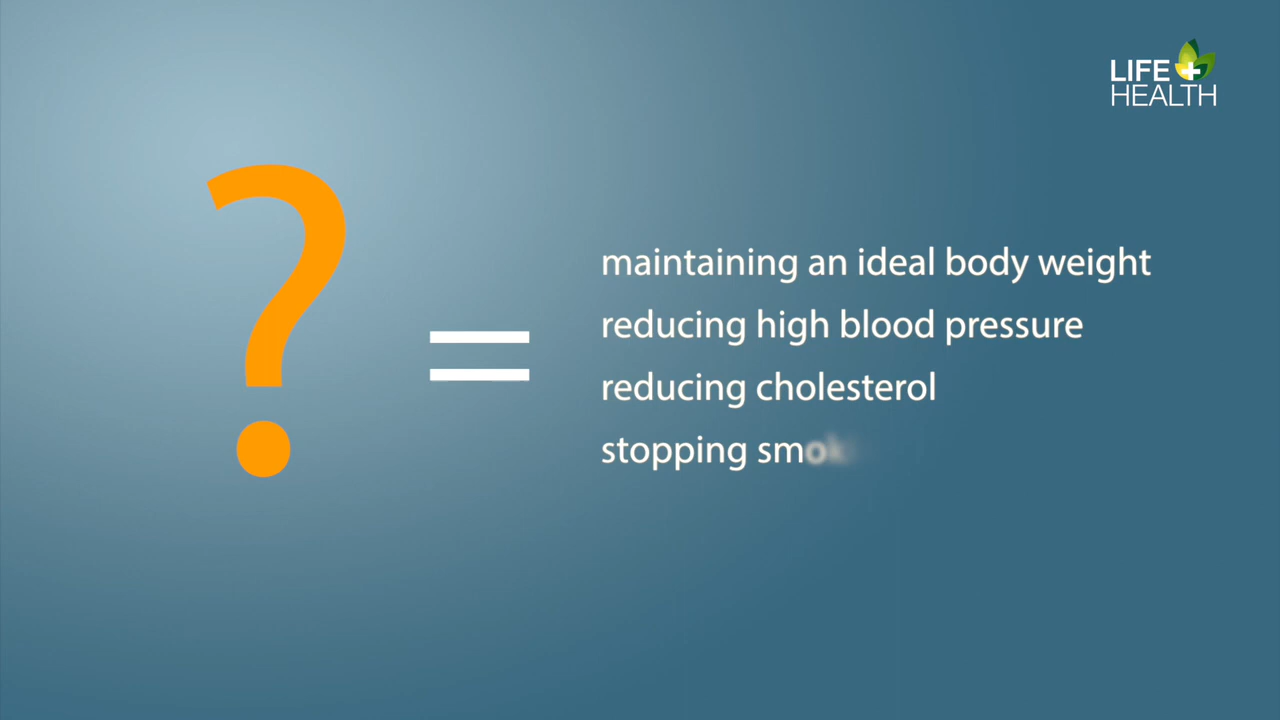 LIFE
HEALTH
?
=
maintaining an ideal body weight
reducing high blood pressure
reducing cholesterol
stopping